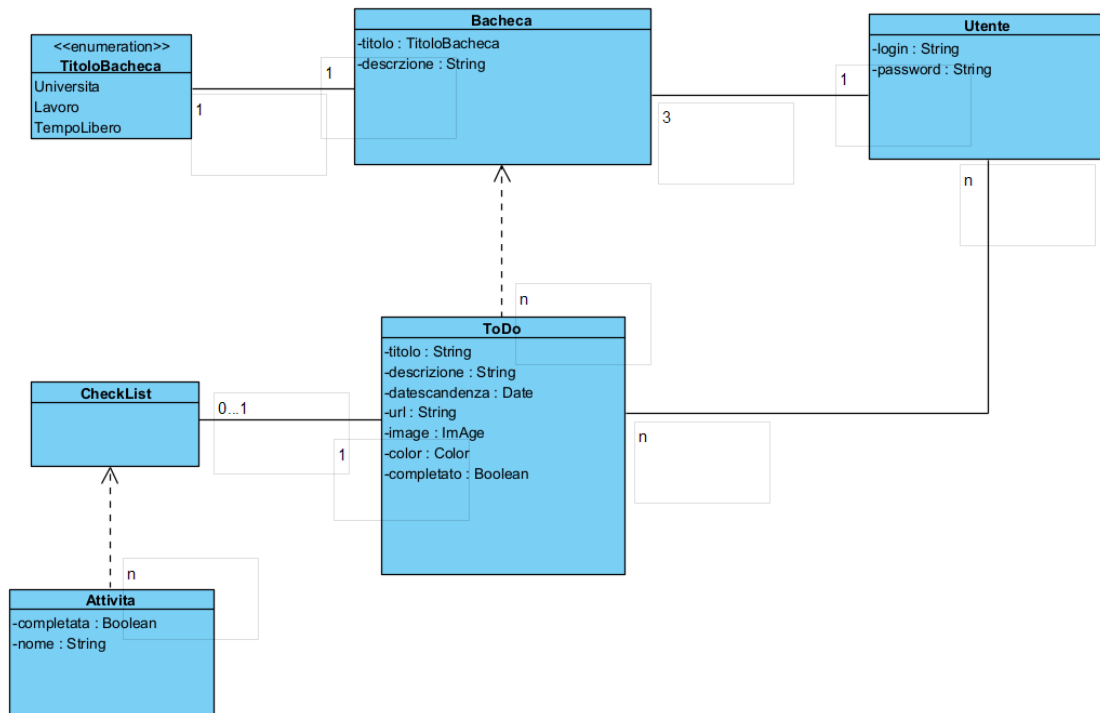 <<enumeration>>
TitoloBacheca
Universita
Lavoro
TempoLibero
1
1
Bacheca
-titolo : TitoloBacheca
-descrzione : String
3
1
Utente
-login : String
-password : String
n
n
ToDo
-titolo : String
-descrizione : String
-datescandenza : Date
-url : String
-image : ImAge
-color : Color
-completato : Boolean
n
CheckList
0...1
1
n
Attivita
-completata : Boolean
-nome : String